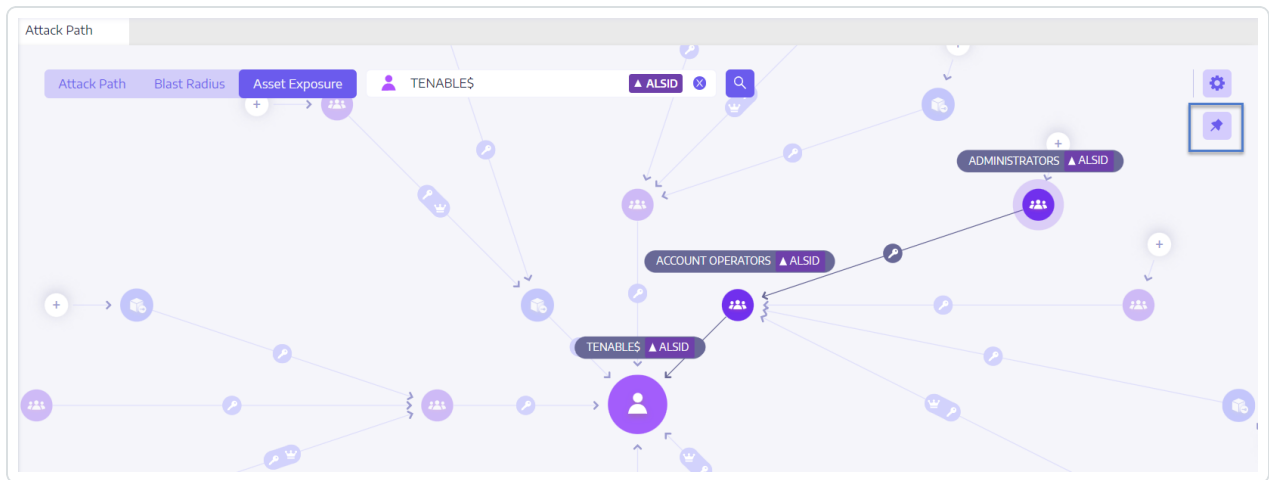 Attack Path
Attack Path Blast Radius Asset Exposure TENABLE$ ALSID
ADMINISTRATORS ALSID
ACCOUNT OPERATORS ALSID
TENABLE$ ALSID